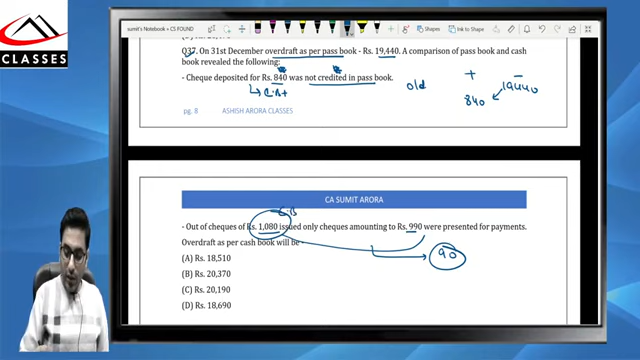 CLASSES
sumit's Notebook » CS FOUND
Ink to Shape
Ink to Math
Q37. On 31st December overdraft as per pass book - Rs. 19,440. A comparison of pass book and cash
book revealed the following:
- Cheque deposited for Rs. 840 was not credited in pass book.
C.B+
old
+
-
19440
840
pg. 8 ASHISH ARORA CLASSES
CA SUMIT ARORA
C.B
- Out of cheques of Rs. 1,080 issued only cheques amounting to Rs. 990 were presented for payments.
Overdraft as per cash book will be -
90
(A) Rs. 18,510
(B) Rs. 20,370
(C) Rs. 20,190
(D) Rs. 18,690